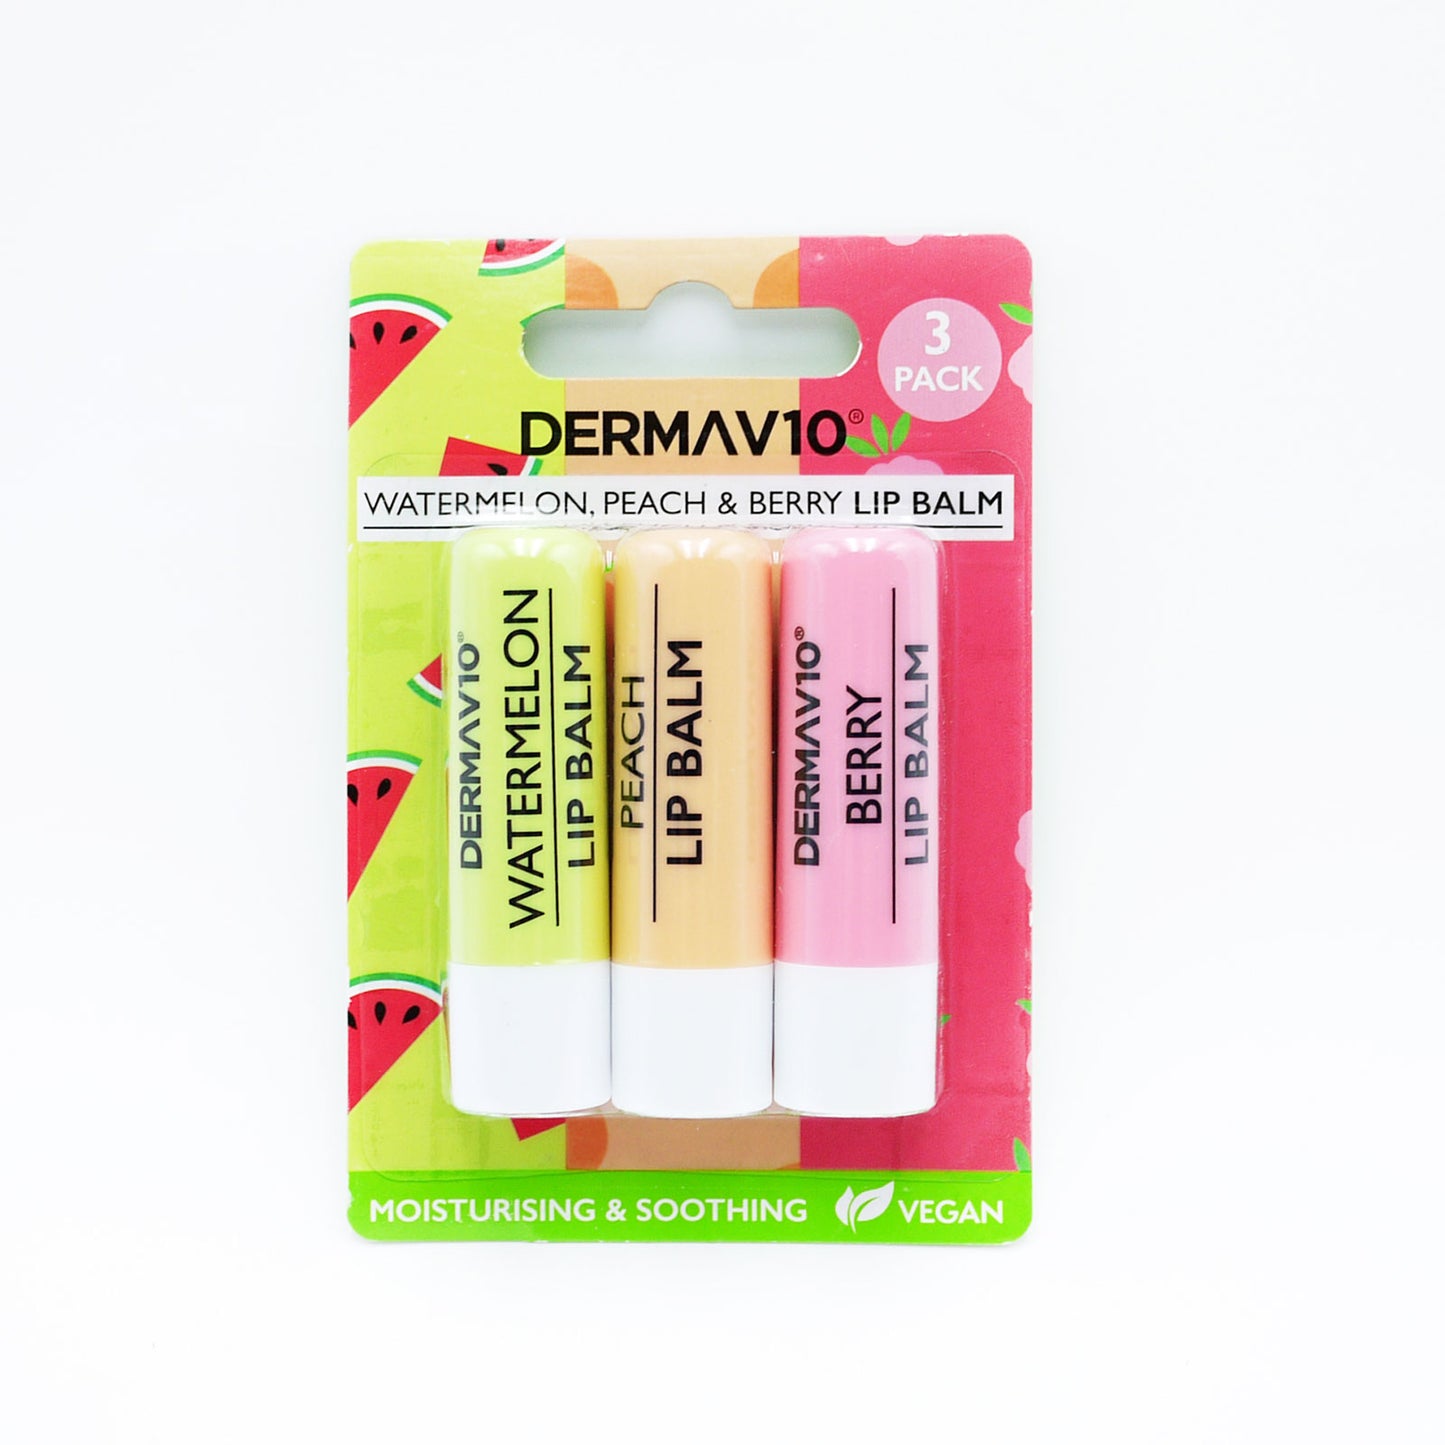 3
PACK
DERMAV10®
WATERMELON, PEACH & BERRY LIP BALM
DERMAV10®
WATERMELON
LIP BALM
PEACH
LIP BALM
DERMAV10®
BERRY
LIP BALM
MOISTURISING & SOOTHING
VEGAN